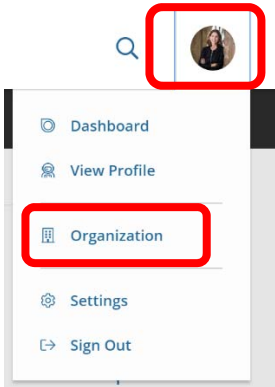 Dashboard
View Profile
Organization
Settings
Sign Out